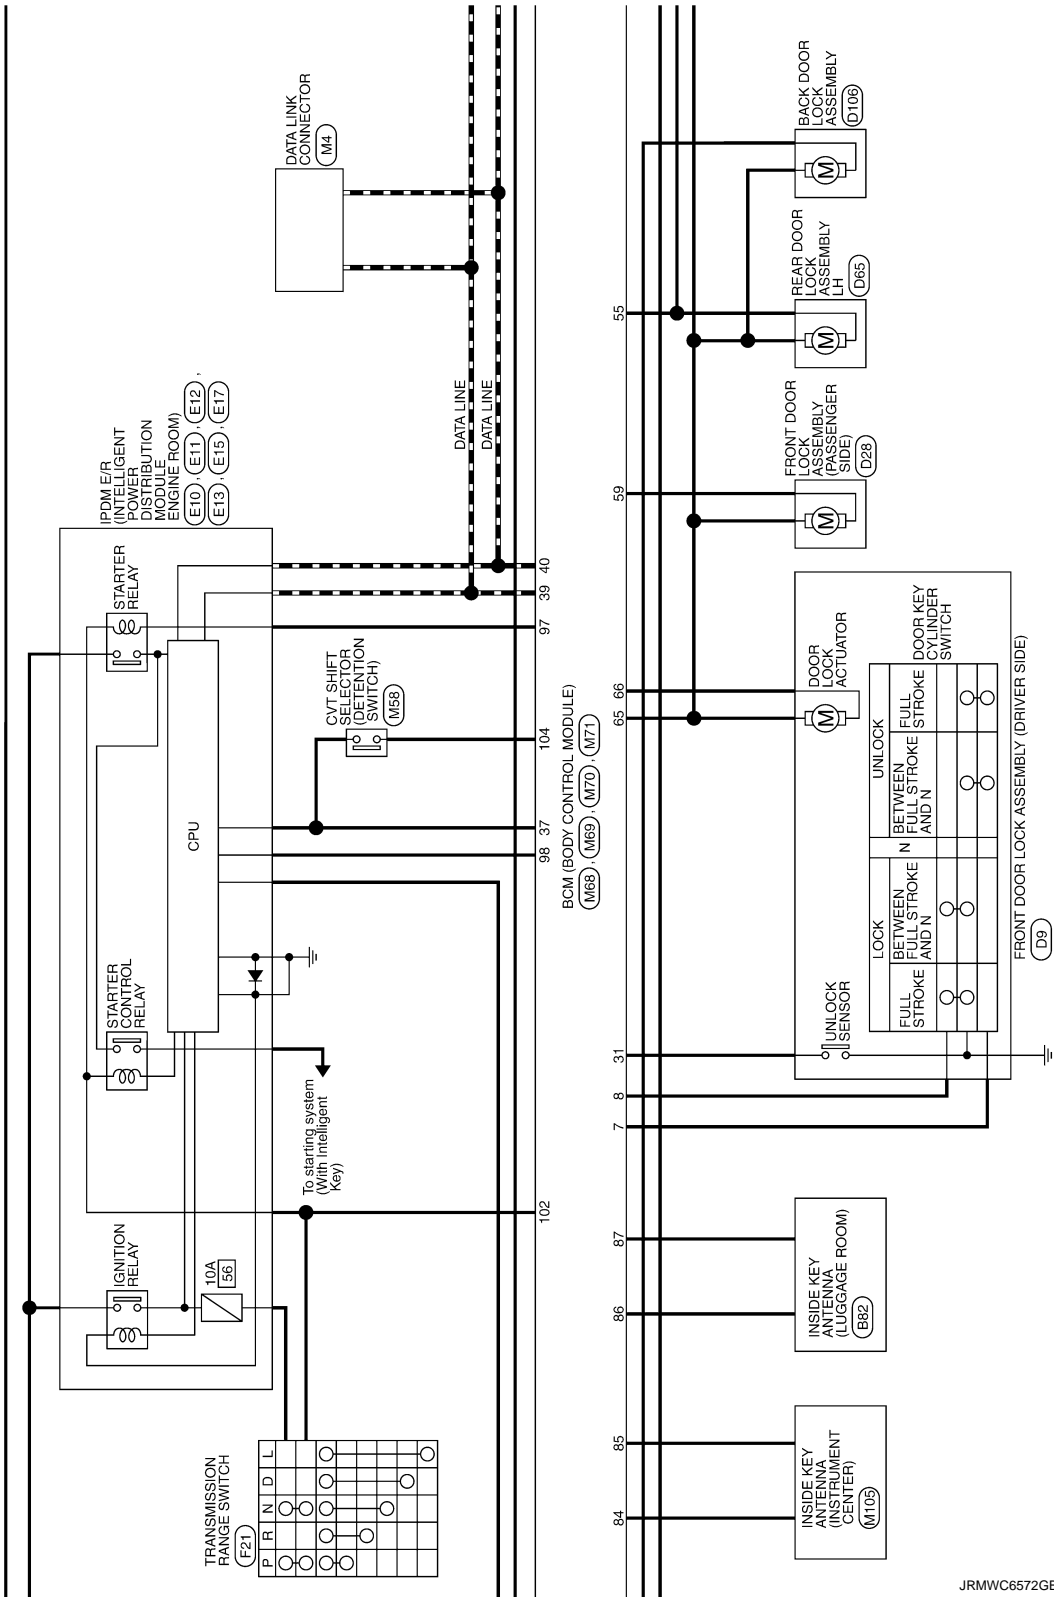 DATA LINK
CONNECTOR
M4
DATA LINE
DATA LINE
IPDM E/R
(INTELLIGENT
POWER
DISTRIBUTION
MODULE
ENGINE ROOM)
E10 , E11 , E12 ,
E13 , E15 , E17
STARTER
RELAY
CPU
STARTER
CONTROL
RELAY
IGNITION
RELAY
10A
56
To starting system
(With Intelligent
Key)
TRANSMISSION
RANGE SWITCH
F21
P R N D L
CVT SHIFT
SELECTOR
(DETENTION
SWITCH)
M58
102
98
37
104
97
39
40
BCM (BODY CONTROL MODULE)
M68 , M69 , M70 , M71
84
85
86
87
7
8
31
65
66
59
55
INSIDE KEY
ANTENNA
(INSTRUMENT
CENTER)
M105
INSIDE KEY
ANTENNA
(LUGGAGE ROOM)
B82
UNLOCK
SENSOR
DOOR
LOCK
ACTUATOR
M
LOCK
N
UNLOCK
FULL
STROKE
BETWEEN
FULL STROKE
AND N
BETWEEN
FULL STROKE
AND N
FULL
STROKE
DOOR KEY
CYLINDER
SWITCH
FRONT DOOR LOCK ASSEMBLY (DRIVER SIDE)
D9
FRONT DOOR
LOCK
ASSEMBLY
(PASSENGER
SIDE)
D28
M
REAR DOOR
LOCK
ASSEMBLY
LH
D65
M
BACK DOOR
LOCK
ASSEMBLY
D106
M
JRMWC6572GB